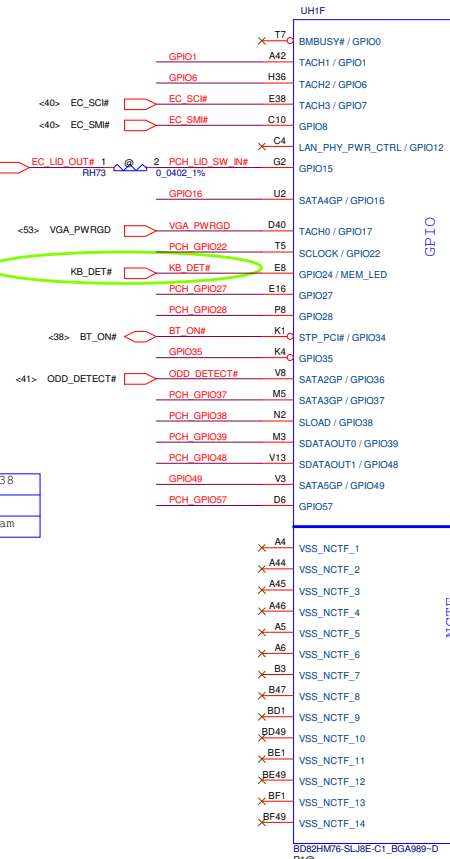 UH1F
T7 BMBUSY# / GPIO0
GPIO1 A42 TACH1 / GPIO1
GPIO6 H36 TACH2 / GPIO6
<40> EC_SCI# EC_SCI# E38 TACH3 / GPIO7
<40> EC_SMI# EC_SMI# C10 GPIO8
C4 LAN_PHY_PWR_CTRL / GPIO12
EC_LID_OUT# 1 @ 2 PCH_LID_SW_IN# G2 GPIO15
RH73 0_0402_1%
GPIO16 U2 SATA4GP / GPIO16
GPIO
<53> VGA_PWRGD VGA_PWRGD D40 TACH0 / GPIO17
PCH_GPIO22 T5 SCLOCK / GPIO22
KB_DET# KB_DET# E8 GPIO24 / MEM_LED
PCH_GPIO27 E16 GPIO27
PCH_GPIO28 P8 GPIO28
<38> BT_ON# BT_ON# K1 STP_PCI# / GPIO34
GPIO35 K4 GPIO35
<41> ODD_DETECT# ODD_DETECT# V8 SATA2GP / GPIO36
PCH_GPIO37 M5 SATA3GP / GPIO37
PCH_GPIO38 N2 SLOAD / GPIO38
PCH_GPIO39 M3 SDATAOUT0 / GPIO39
PCH_GPIO48 V13 SDATAOUT1 / GPIO48
38
GPIO49 V3 SATA5GP / GPIO49
PCH_GPIO57 D6 GPIO57
am
A4 VSS_NCTF_1
A44 VSS_NCTF_2
A45 VSS_NCTF_3
A46 VSS_NCTF_4
A5 VSS_NCTF_5
A6 VSS_NCTF_6
B3 VSS_NCTF_7
B47 VSS_NCTF_8
BD1 VSS_NCTF_9
BD49 VSS_NCTF_10
BE1 VSS_NCTF_11
BE49 VSS_NCTF_12
BF1 VSS_NCTF_13
BF49 VSS_NCTF_14
BD82HM76-SLJ8E-C1_BGA989~D